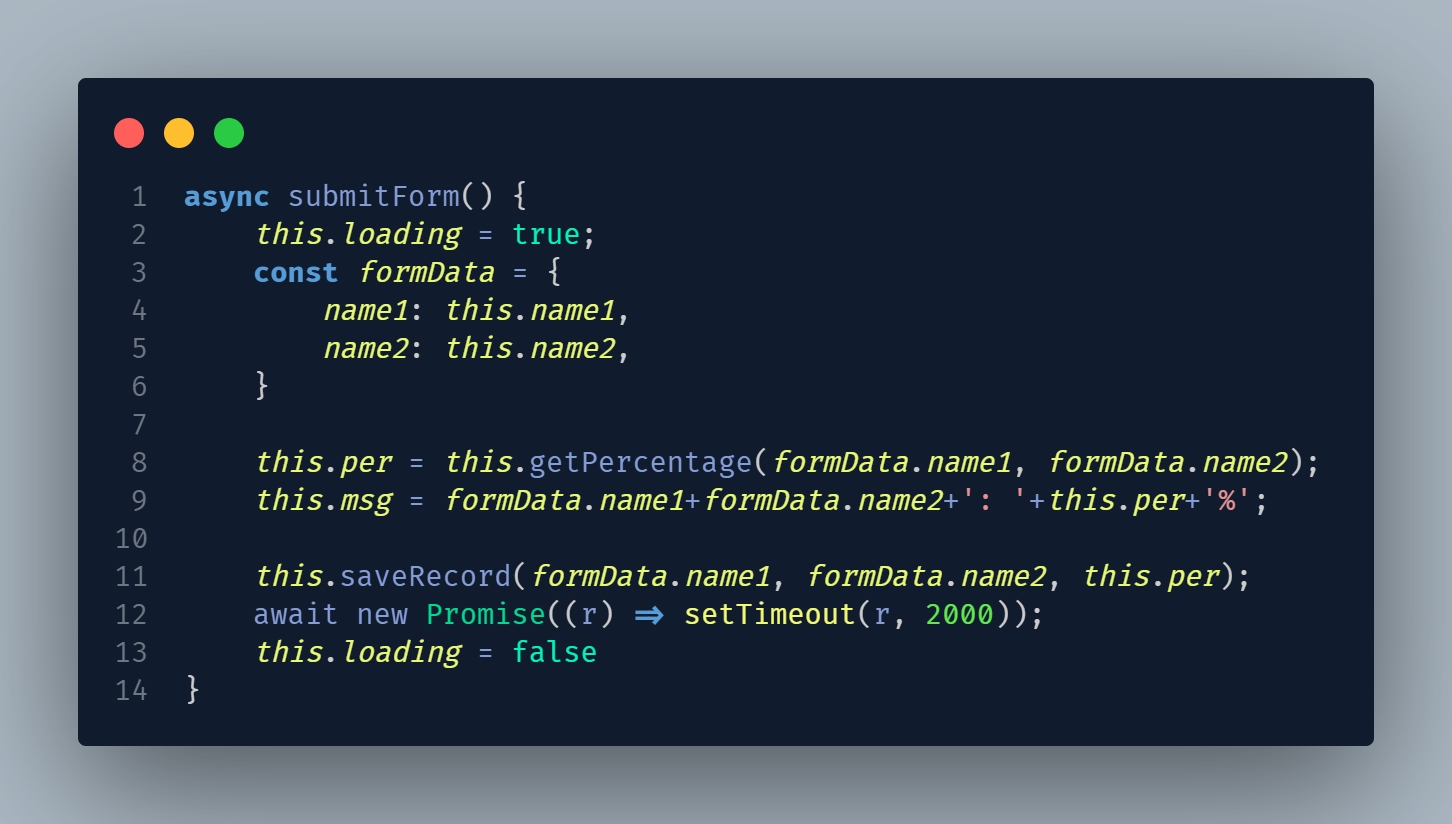 1 async submitForm() {
2     this.loading = true;
3     const formData = {
4         name1: this.name1,
5         name2: this.name2,
6     }
7
8     this.per = this.getPercentage(formData.name1, formData.name2);
9     this.msg = formData.name1+formData.name2+': '+this.per+'%';
10
11     this.saveRecord(formData.name1, formData.name2, this.per);
12     await new Promise((r) => setTimeout(r, 2000));
13     this.loading = false
14 }